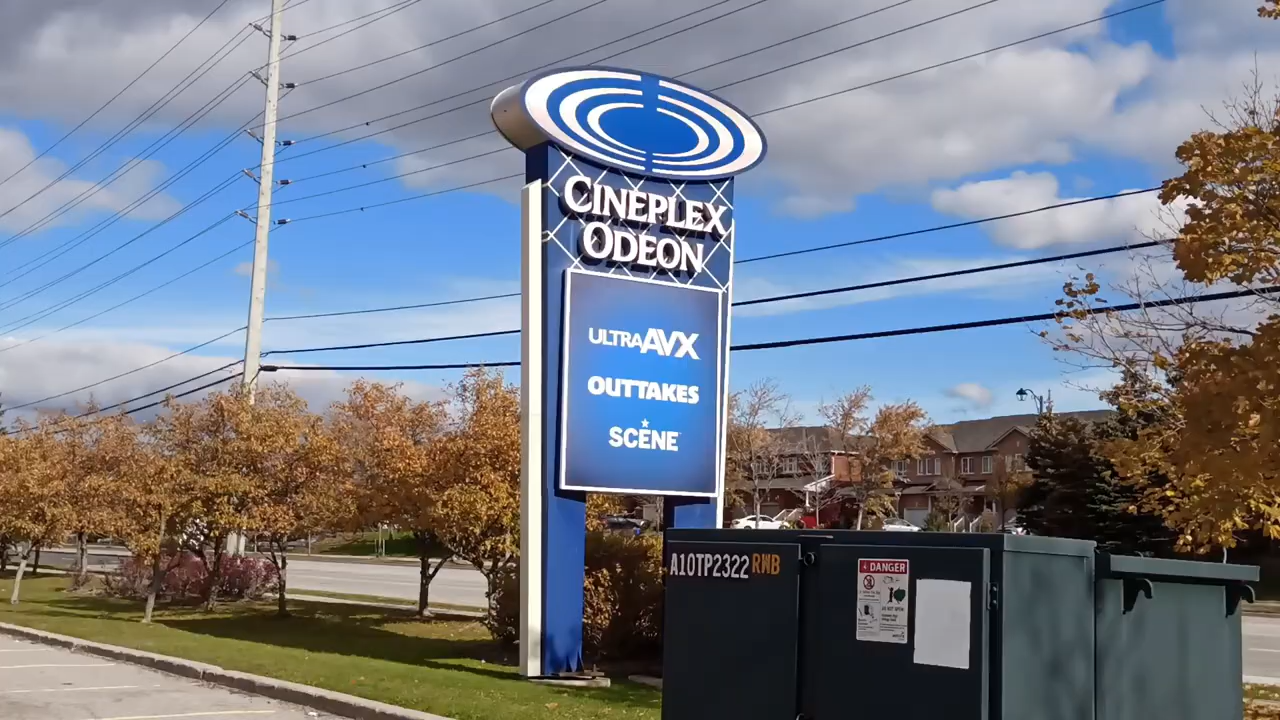 CINEPLEX
ODEON
ULTRAAVX
OUTTAKES
SCENE
A10TP2322 RWB
DANGER